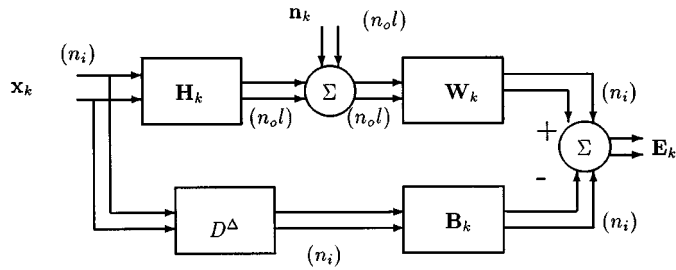 n_k
(n_o l)
(n_i)
x_k
H_k
Σ
W_k
(n_i)
(n_o l)
(n_o l)
+
Σ
E_k
-
D^Δ
B_k
(n_i)
(n_i)